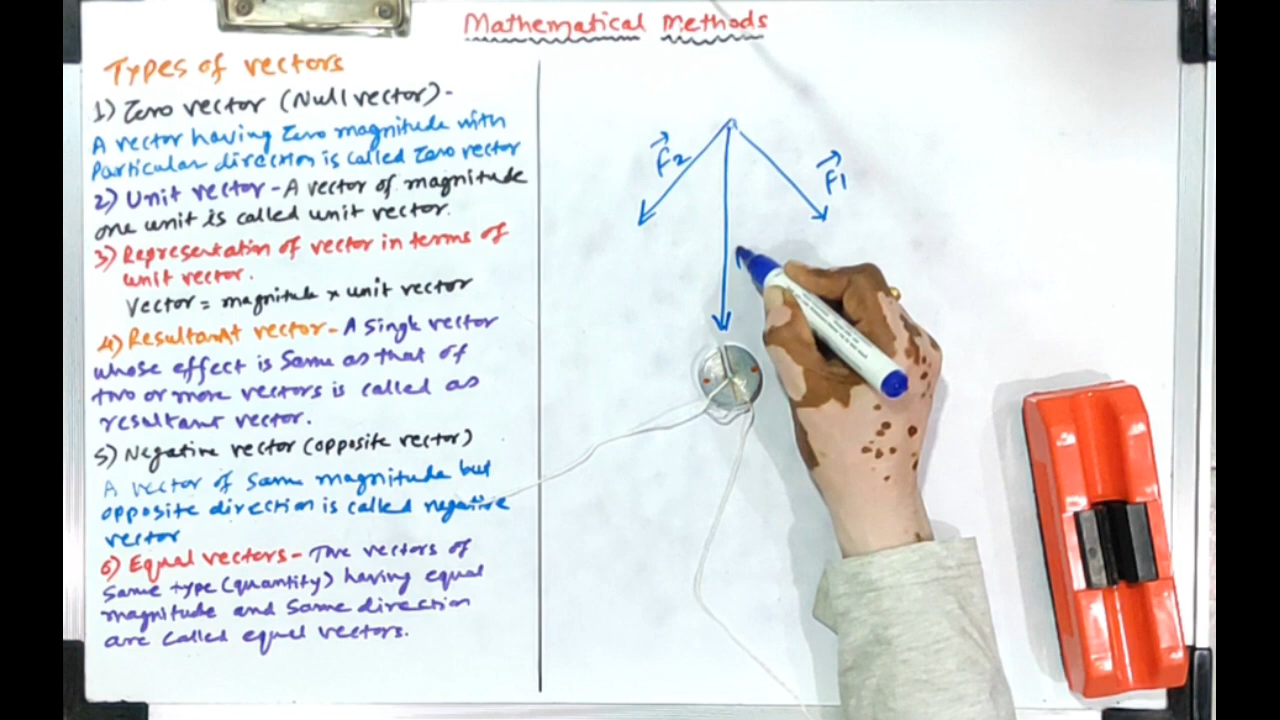 Mathematical Methods
Types of vectors
1) Zero vector (Null vector) -
A vector having Zero magnitude with
Particular direction is called Zero vector
2) Unit vector - A vector of magnitude
one unit is called unit vector.
3) Representation of vector in terms of
unit vector.
Vector = magnitude x unit vector
4) Resultant vector - A single vector
whose effect is same as that of
two or more vectors is called as
resultant vector.
5) Negative vector (opposite vector)
A vector of same magnitude but
opposite direction is called negative
vector
6) Equal vectors - The vectors of
same type (quantity) having equal
magnitude and same direction
are called equal vectors.
F⃗2
F⃗1